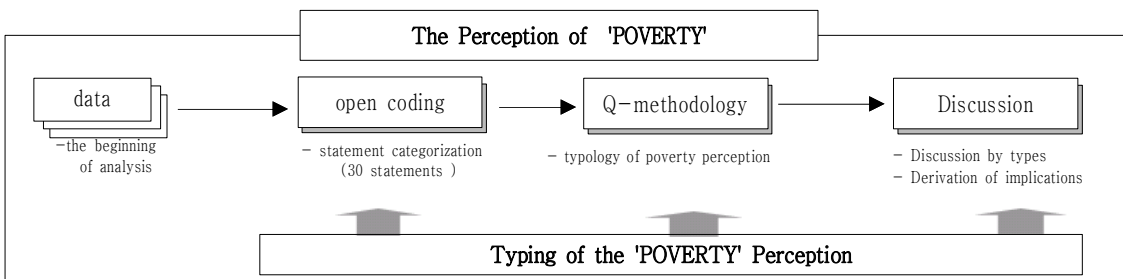 The Perception of 'POVERTY'
data
open coding
Q-methodology
Discussion
-the beginning
of analysis
- statement categorization
(30 statements )
- typology of poverty perception
- Discussion by types
- Derivation of implications
Typing of the 'POVERTY' Perception